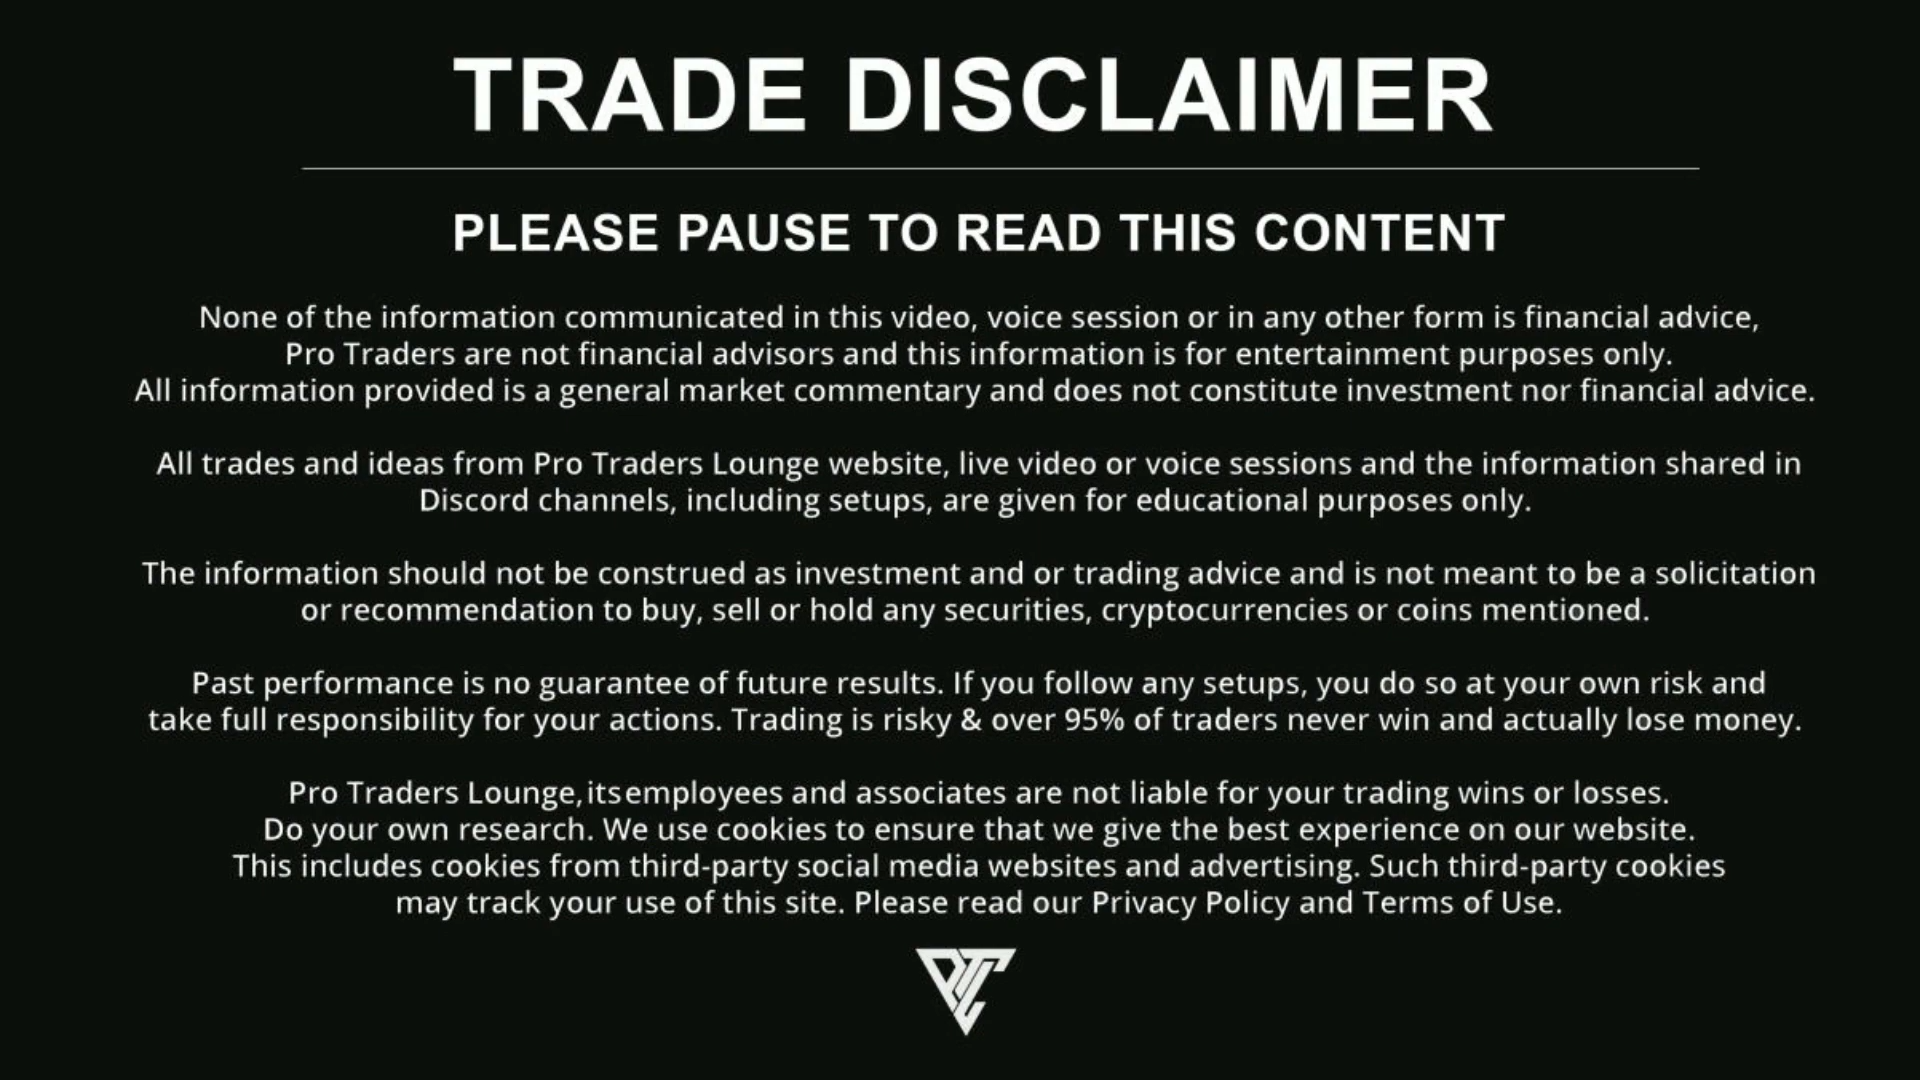 TRADE DISCLAIMER
PLEASE PAUSE TO READ THIS CONTENT
None of the information communicated in this video, voice session or in any other form is financial advice,
Pro Traders are not financial advisors and this information is for entertainment purposes only.
All information provided is a general market commentary and does not constitute investment nor financial advice.
All trades and ideas from Pro Traders Lounge website, live video or voice sessions and the information shared in
Discord channels, including setups, are given for educational purposes only.
The information should not be construed as investment and or trading advice and is not meant to be a solicitation
or recommendation to buy, sell or hold any securities, cryptocurrencies or coins mentioned.
Past performance is no guarantee of future results. If you follow any setups, you do so at your own risk and
take full responsibility for your actions. Trading is risky & over 95% of traders never win and actually lose money.
Pro Traders Lounge, its employees and associates are not liable for your trading wins or losses.
Do your own research. We use cookies to ensure that we give the best experience on our website.
This includes cookies from third-party social media websites and advertising. Such third-party cookies
may track your use of this site. Please read our Privacy Policy and Terms of Use.
PTL